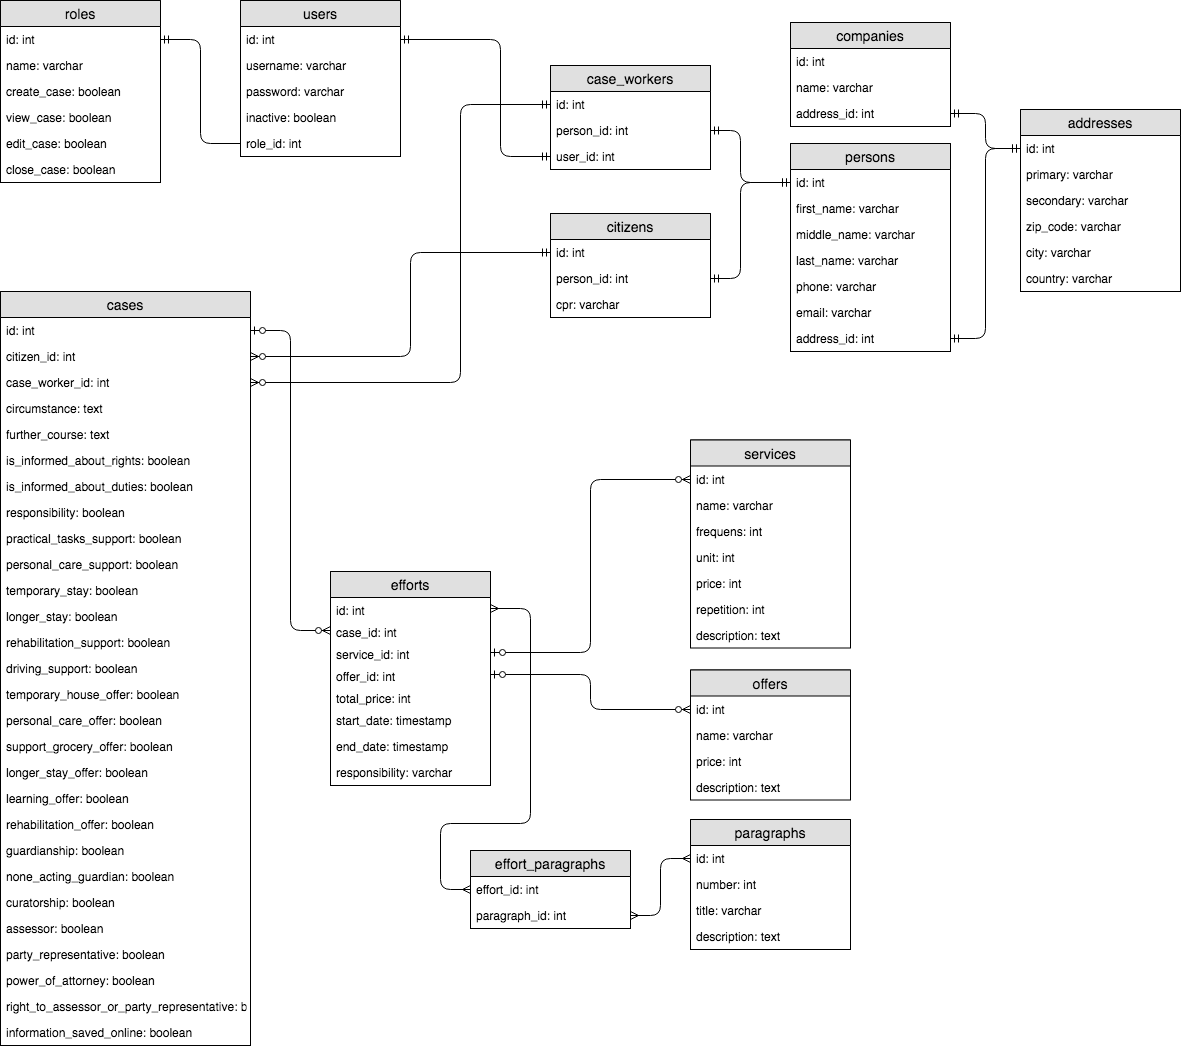 roles
id: int
name: varchar
create_case: boolean
view_case: boolean
edit_case: boolean
close_case: boolean
users
id: int
username: varchar
password: varchar
inactive: boolean
role_id: int
case_workers
id: int
person_id: int
user_id: int
companies
id: int
name: varchar
address_id: int
addresses
id: int
primary: varchar
secondary: varchar
zip_code: varchar
city: varchar
country: varchar
persons
id: int
first_name: varchar
middle_name: varchar
last_name: varchar
phone: varchar
email: varchar
address_id: int
citizens
id: int
person_id: int
cpr: varchar
cases
id: int
citizen_id: int
case_worker_id: int
circumstance: text
further_course: text
is_informed_about_rights: boolean
is_informed_about_duties: boolean
responsibility: boolean
practical_tasks_support: boolean
personal_care_support: boolean
temporary_stay: boolean
longer_stay: boolean
rehabilitation_support: boolean
driving_support: boolean
temporary_house_offer: boolean
personal_care_offer: boolean
support_grocery_offer: boolean
longer_stay_offer: boolean
learning_offer: boolean
rehabilitation_offer: boolean
guardianship: boolean
none_acting_guardian: boolean
curatorship: boolean
assessor: boolean
party_representative: boolean
power_of_attorney: boolean
right_to_assessor_or_party_representative: b
information_saved_online: boolean
efforts
id: int
case_id: int
service_id: int
offer_id: int
total_price: int
start_date: timestamp
end_date: timestamp
responsibility: varchar
services
id: int
name: varchar
frequens: int
unit: int
price: int
repetition: int
description: text
offers
id: int
name: varchar
price: int
description: text
effort_paragraphs
effort_id: int
paragraph_id: int
paragraphs
id: int
number: int
title: varchar
description: text